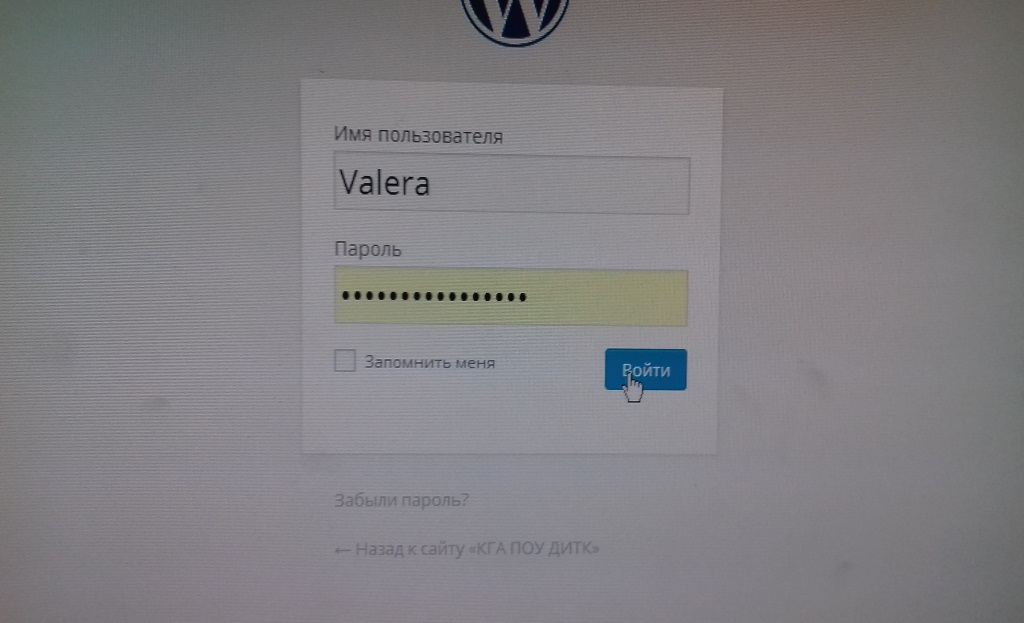 Имя пользователя
Valera
Пароль
••••••••••••••••
Запомнить меня
Войти
Забыли пароль?
← Назад к сайту «КГА ПОУ ДИТК»